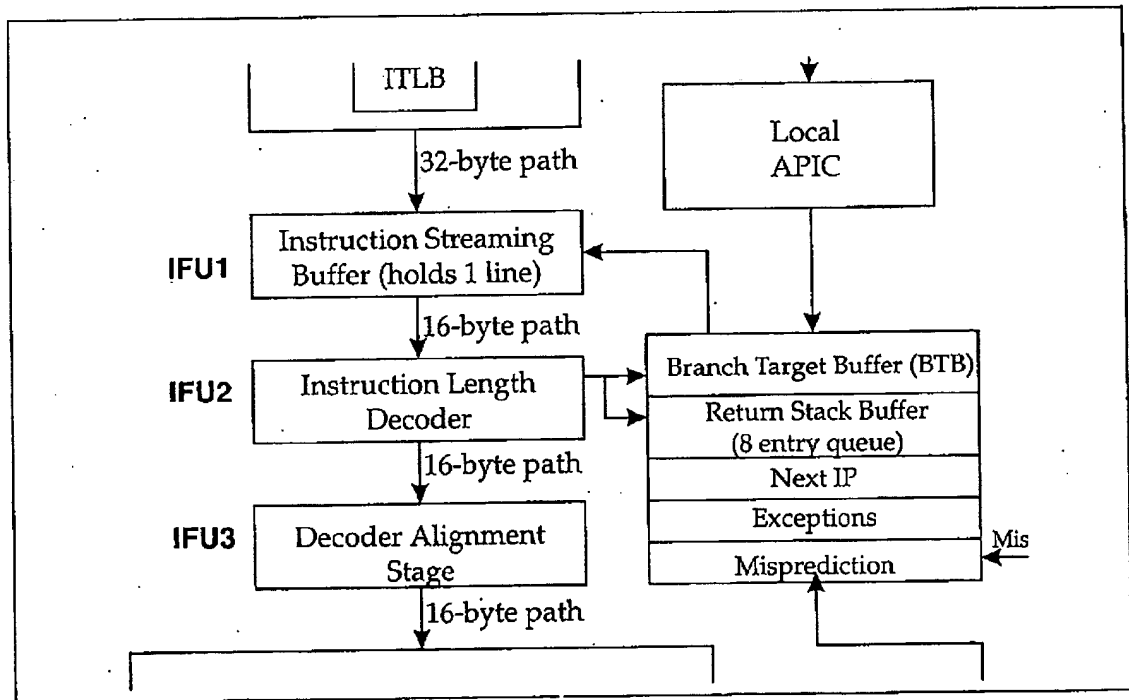 ITLB
32-byte path
IFU1
Instruction Streaming
Buffer (holds 1 line)
16-byte path
IFU2
Instruction Length
Decoder
16-byte path
IFU3
Decoder Alignment
Stage
16-byte path
Local
APIC
Branch Target Buffer (BTB)
Return Stack Buffer
(8 entry queue)
Next IP
Exceptions
Misprediction
Mis